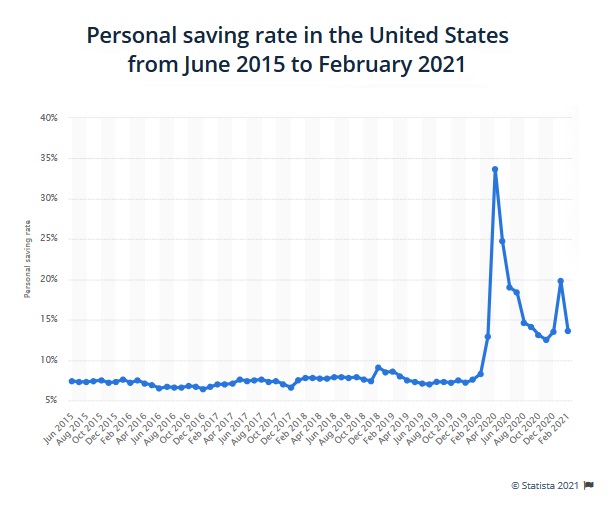 Personal saving rate in the United States
from June 2015 to February 2021
40%
35%
30%
25%
20%
15%
10%
5%
Personal saving rate
Jun 2015
Aug 2015
Oct 2015
Dec 2015
Feb 2016
Apr 2016
Jun 2016
Aug 2016
Oct 2016
Dec 2016
Feb 2017
Apr 2017
Jun 2017
Aug 2017
Oct 2017
Dec 2017
Feb 2018
Apr 2018
Jun 2018
Aug 2018
Oct 2018
Dec 2018
Feb 2019
Apr 2019
Jun 2019
Aug 2019
Oct 2019
Dec 2019
Feb 2020
Apr 2020
Jun 2020
Aug 2020
Oct 2020
Dec 2020
Feb 2021
© Statista 2021